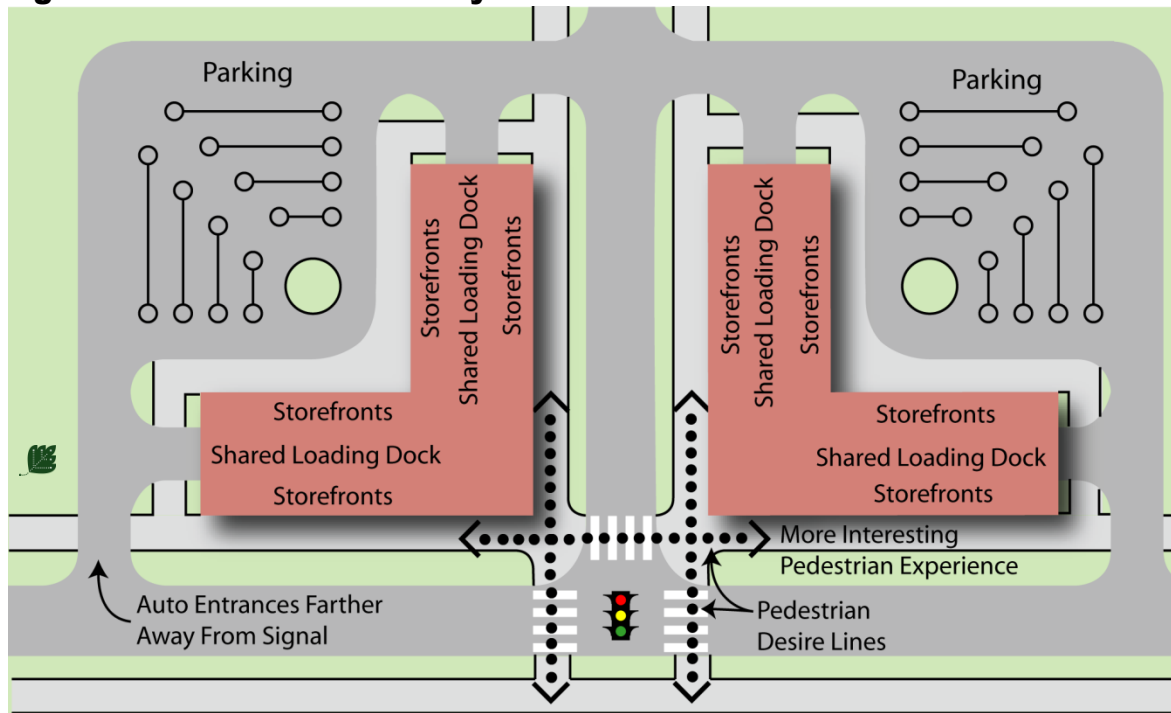 Parking
Parking
Storefronts
Shared Loading Dock
Storefronts
Storefronts
Shared Loading Dock
Storefronts
Storefronts
Shared Loading Dock
Storefronts
Storefronts
Shared Loading Dock
Storefronts
More Interesting
Pedestrian Experience
Auto Entrances Farther
Away From Signal
Pedestrian
Desire Lines